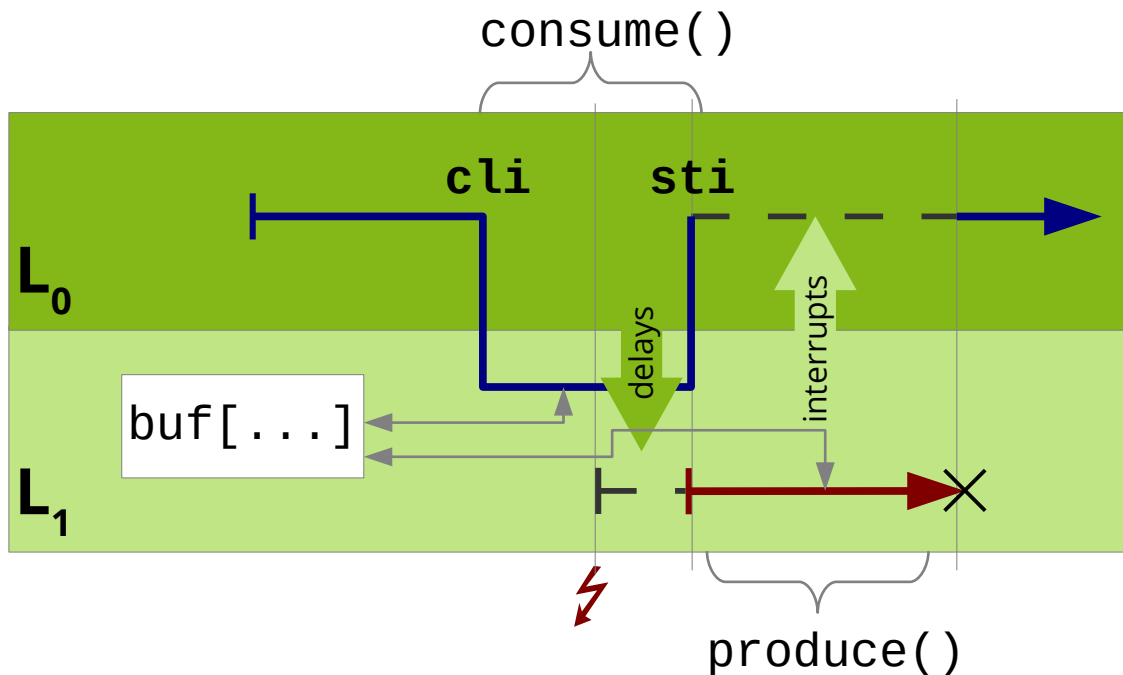 consume()
cli
sti
L0
delays
interrupts
buf[...]
L1
produce()